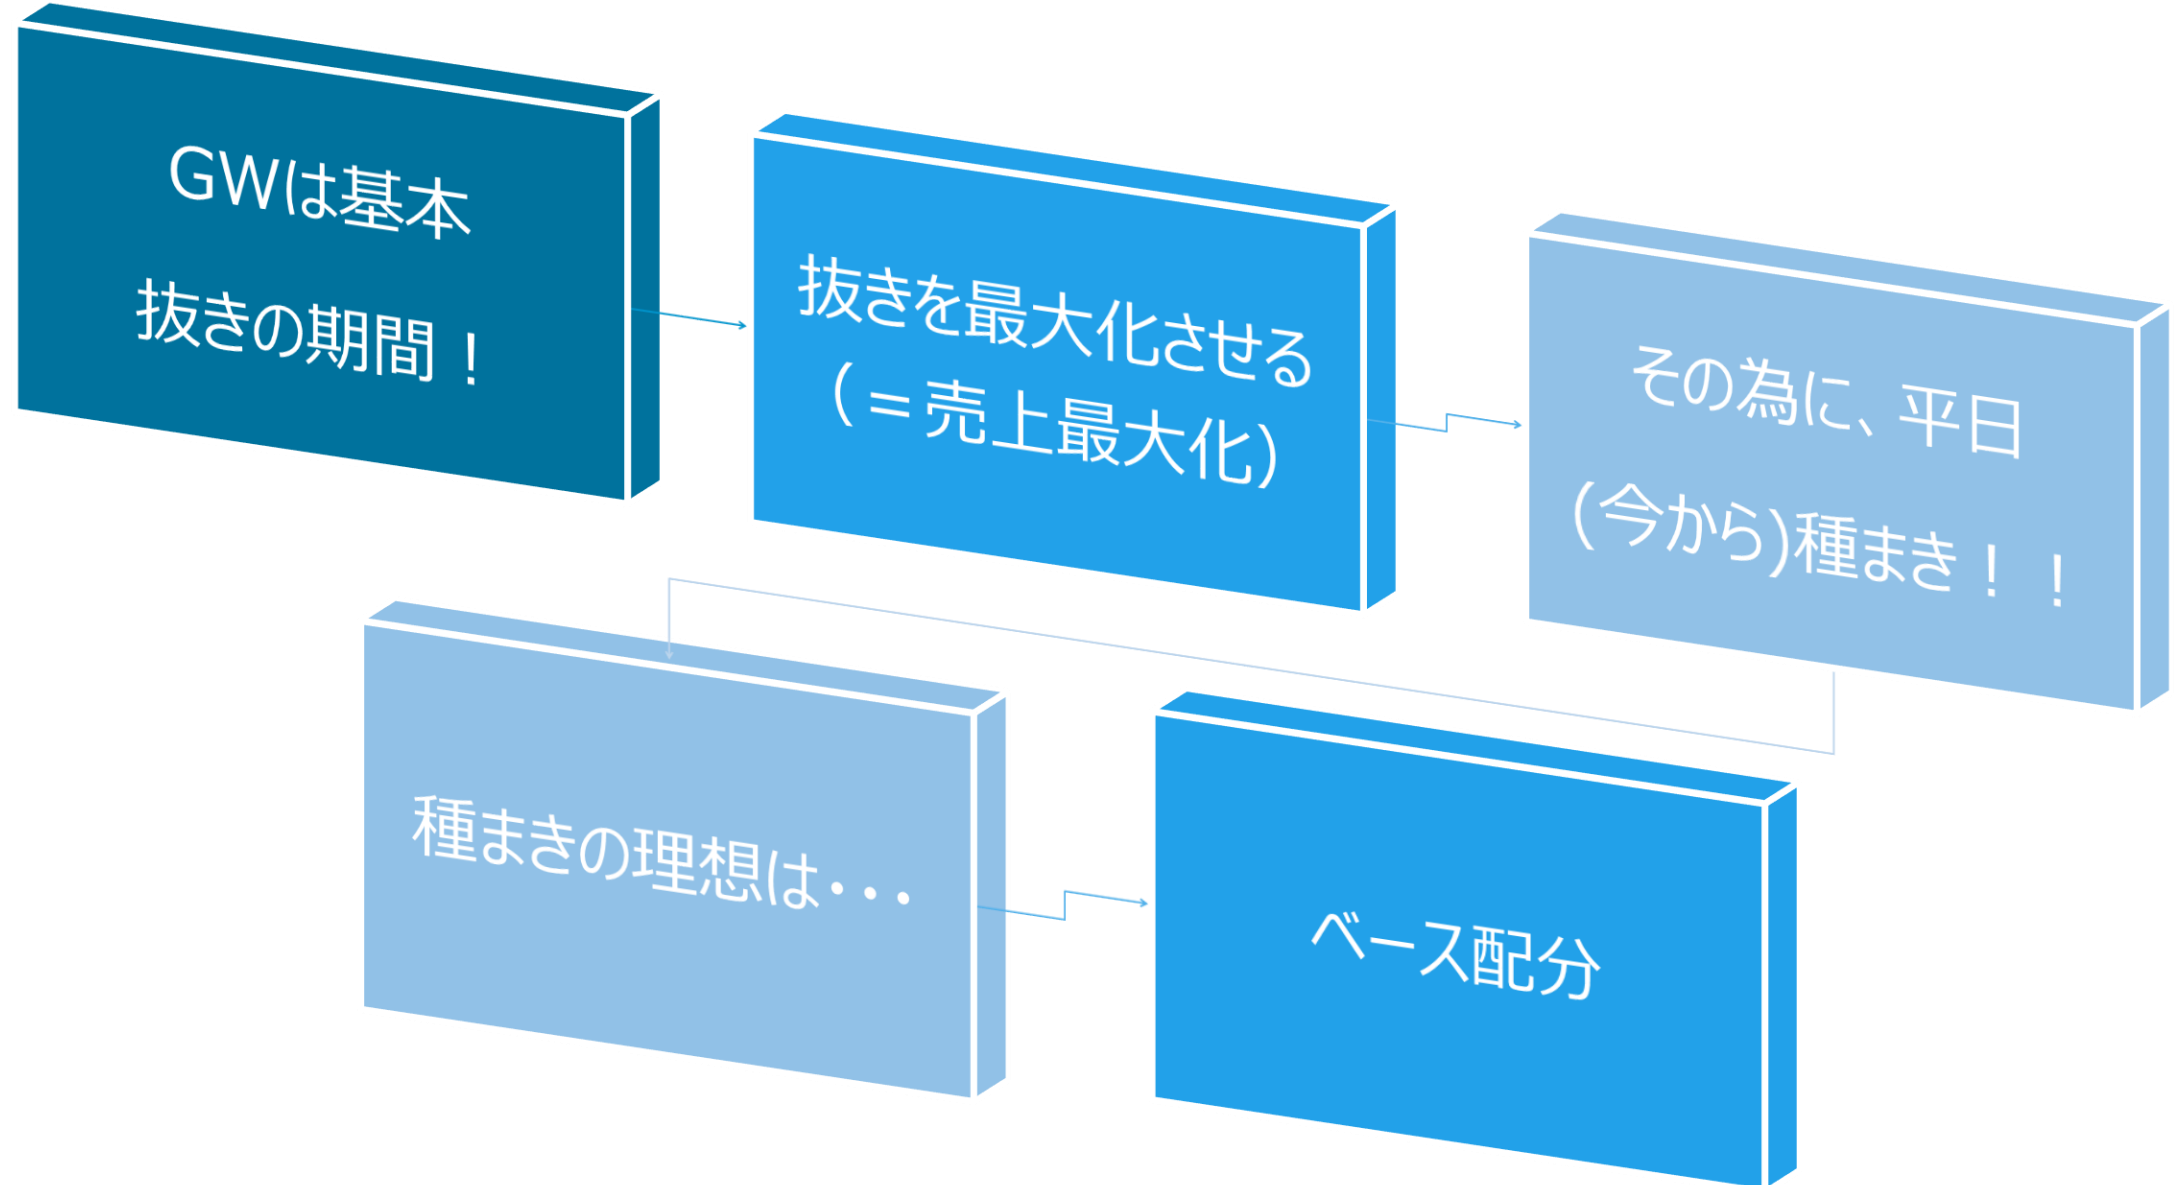 GWは基本
抜きの期間！
抜きを最大化させる
（＝売上最大化）
その為に、平日
(今から)種まき！！
種まきの理想は・・・
ベース配分